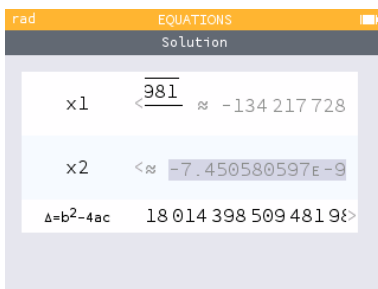 rad EQUATIONS
Solution
x1 <981 ≈ -134 217 728
x2 <≈ -7.450580597ᴇ-9
Δ=b²-4ac 18 014 398 509 481 98>